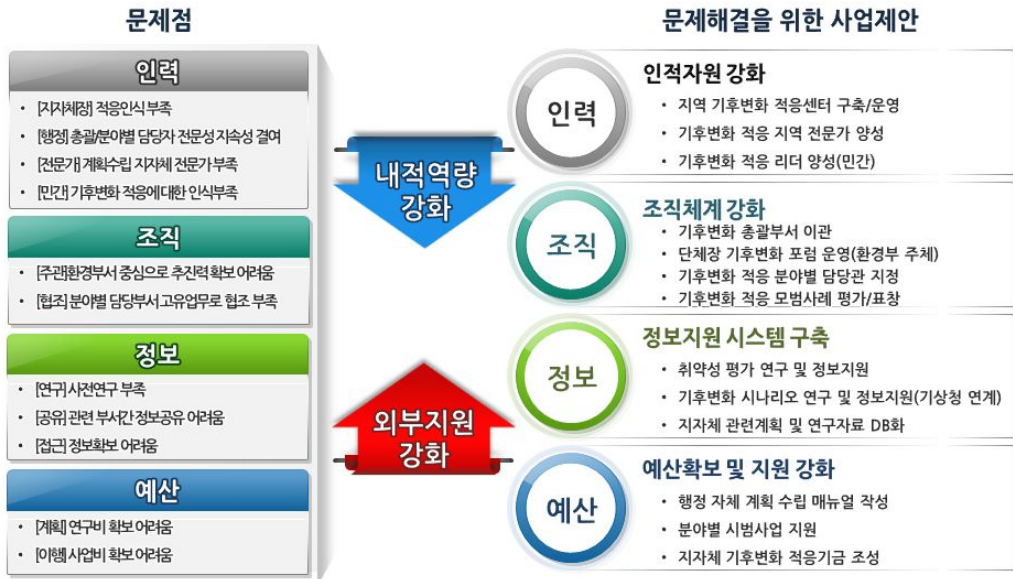 문제점
인력
• [지자체장] 적응인식 부족
• [행정] 총괄/분야별 담당자 전문성 지속성 결여
• [전문가] 계획수립 지자체 전문가 부족
• [민간] 기후변화 적응에 대한 인식부족
조직
• [주관]환경부서 중심으로 추진력 확보 어려움
• [협조] 분야별 담당부서 고유업무로 협조 부족
정보
• [연구] 사전연구 부족
• [공유] 관련 부서간 정보공유 어려움
• [접근] 정보확보 어려움
예산
• [계획] 연구비 확보 어려움
• [이행] 사업비 확보 어려움
내적역량
강화
외부지원
강화
문제해결을 위한 사업제안
인력
인적자원 강화
• 지역 기후변화 적응센터 구축/운영
• 기후변화 적응 지역 전문가 양성
• 기후변화 적응 리더 양성(민간)
조직
조직체계 강화
• 기후변화 총괄부서 이관
• 단체장 기후변화 포럼 운영(환경부 주체)
• 기후변화 적응 분야별 담당관 지정
• 기후변화 적응 모범사례 평가/표창
정보
정보지원 시스템 구축
• 취약성 평가 연구 및 정보지원
• 기후변화 시나리오 연구 및 정보지원(기상청 연계)
• 지자체 관련계획 및 연구자료 DB화
예산
예산확보 및 지원 강화
• 행정 자체 계획 수립 매뉴얼 작성
• 분야별 시범사업 지원
• 지자체 기후변화 적응기금 조성